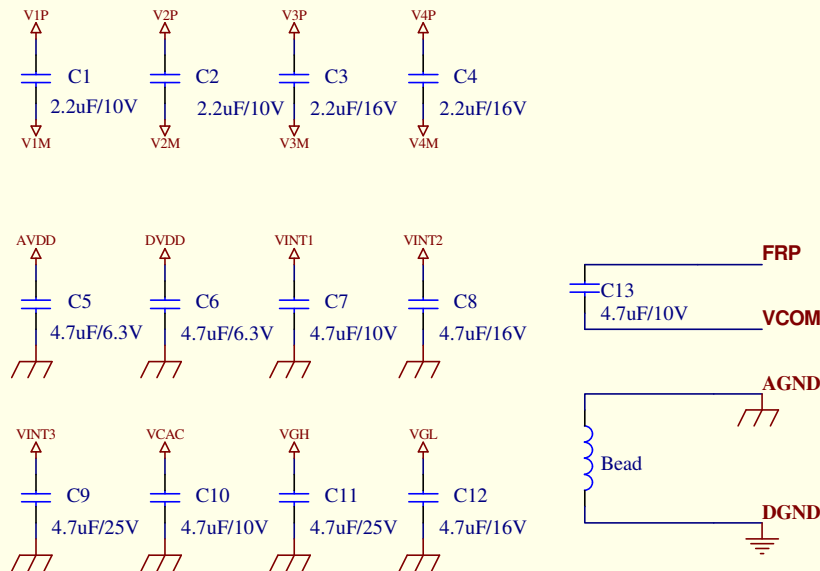 V1P V2P V3P V4P
C1 C2 C3 C4
2.2uF/10V 2.2uF/10V 2.2uF/16V 2.2uF/16V
V1M V2M V3M V4M
AVDD DVDD VINT1 VINT2
FRP
C5 C6 C7 C8 C13
4.7uF/6.3V 4.7uF/6.3V 4.7uF/10V 4.7uF/16V 4.7uF/10V
VCOM
AGND
VINT3 VCAC VGH VGL
Bead
C9 C10 C11 C12
4.7uF/25V 4.7uF/10V 4.7uF/25V 4.7uF/16V
DGND